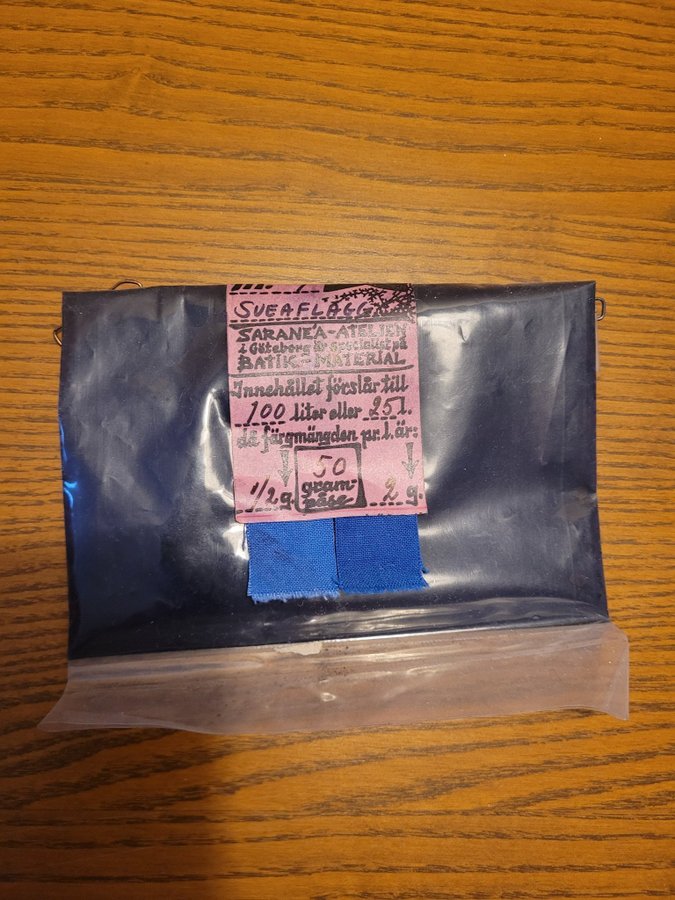 SVEAFLAGG
SARANEA-ATELJEN
i Göteborg är specialist på
BATIK-MATERIAL
Innehållet förslår till
100 liter eller 25 l.
då färgmängden pr. l. är:
50
gram-
påse
1/2 g.
2 g.